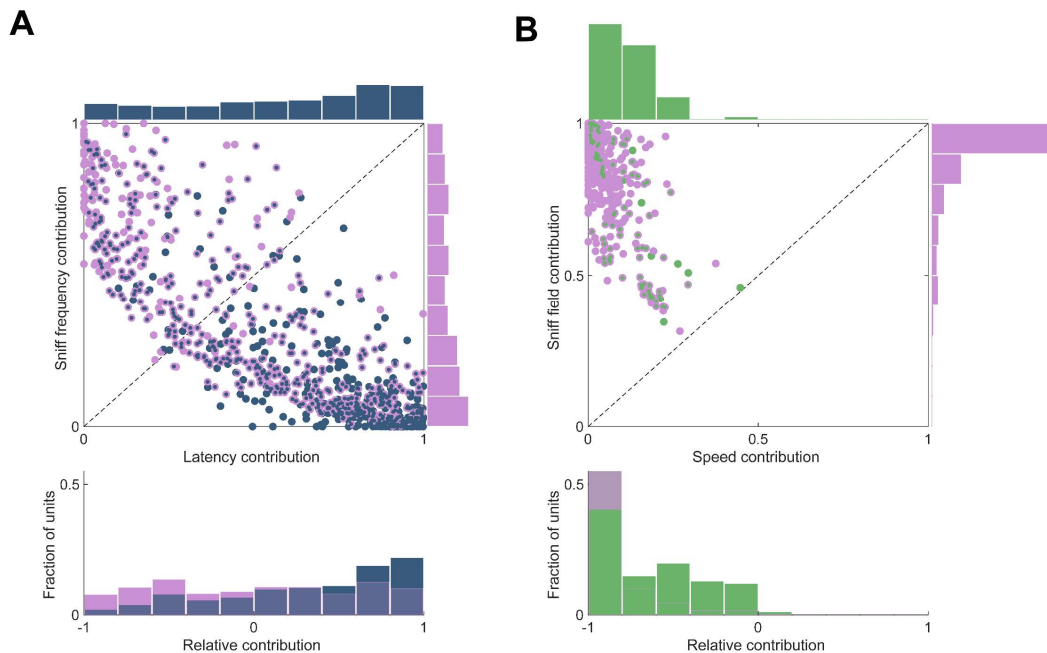 A
B
1
Sniff frequency contribution
0
0
1
Latency contribution
1
Sniff field contribution
0.5
0
0
0.5
1
Speed contribution
0.5
Fraction of units
0
-1
0
1
Relative contribution
0.5
Fraction of units
0
-1
0
1
Relative contribution